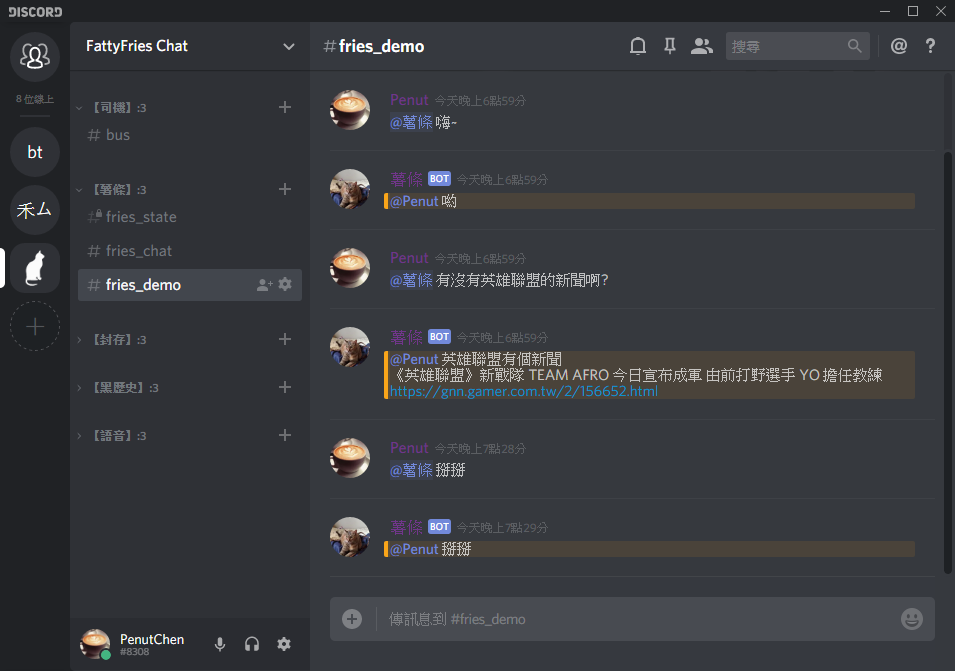 DISCORD
8 位線上
bt
禾厶
FattyFries Chat
【司機】:3
# bus
【薯條】:3
# fries_state
# fries_chat
# fries_demo
【封存】:3
【黑歷史】:3
【語音】:3
PenutChen
#8308
# fries_demo
搜尋
Penut 今天晚上6點59分
@薯條 嗨~
薯條 BOT 今天晚上6點59分
@Penut 呦
Penut 今天晚上6點59分
@薯條 有沒有英雄聯盟的新聞啊?
薯條 BOT 今天晚上6點59分
@Penut 英雄聯盟有個新聞
《英雄聯盟》新戰隊 TEAM AFRO 今日宣布成軍 由前打野選手 YO 擔任教練
https://gnn.gamer.com.tw/2/156652.html
Penut 今天晚上7點28分
@薯條 掰掰
薯條 BOT 今天晚上7點29分
@Penut 掰掰
傳訊息到 #fries_demo